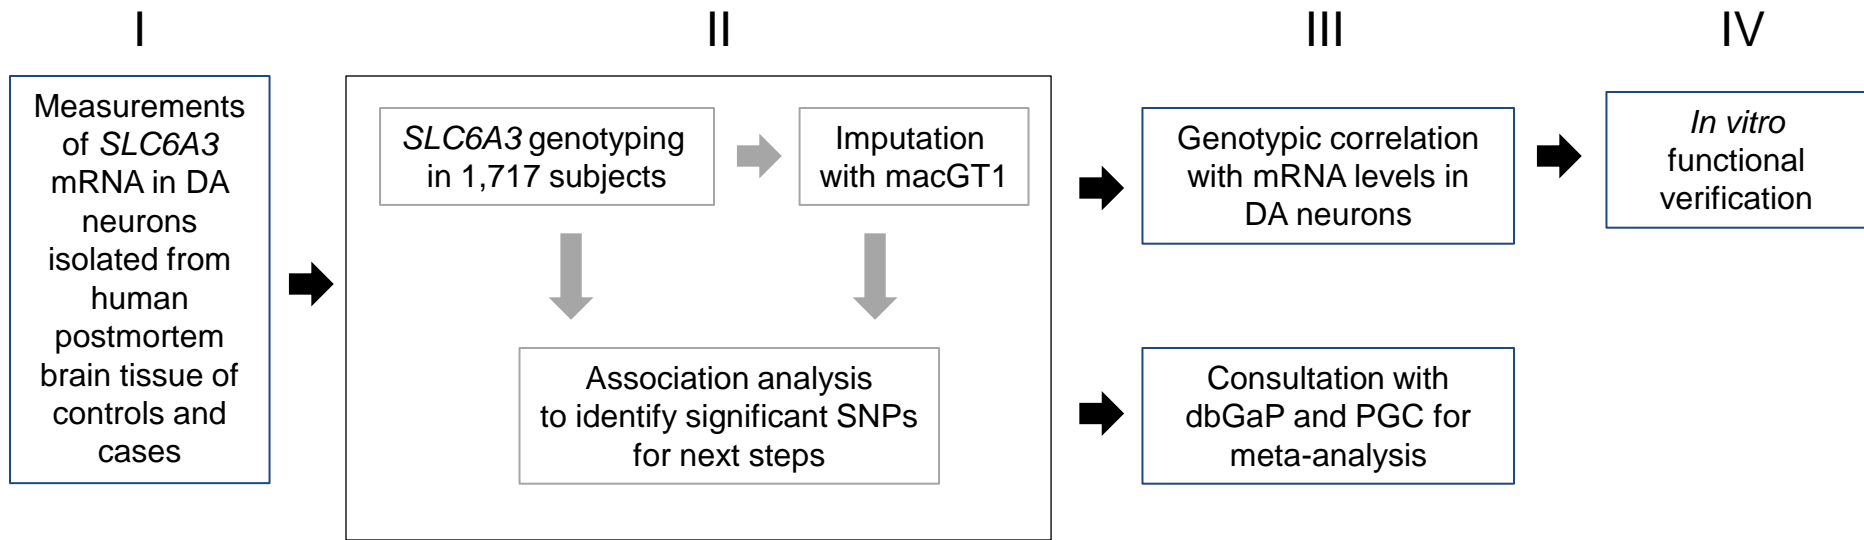 I
II
III
IV
Measurements
of SLC6A3
mRNA in DA
neurons
isolated from
human
postmortem
brain tissue of
controls and
cases
SLC6A3 genotyping
in 1,717 subjects
Imputation
with macGT1
Association analysis
to identify significant SNPs
for next steps
Genotypic correlation
with mRNA levels in
DA neurons
Consultation with
dbGaP and PGC for
meta-analysis
In vitro
functional
verification